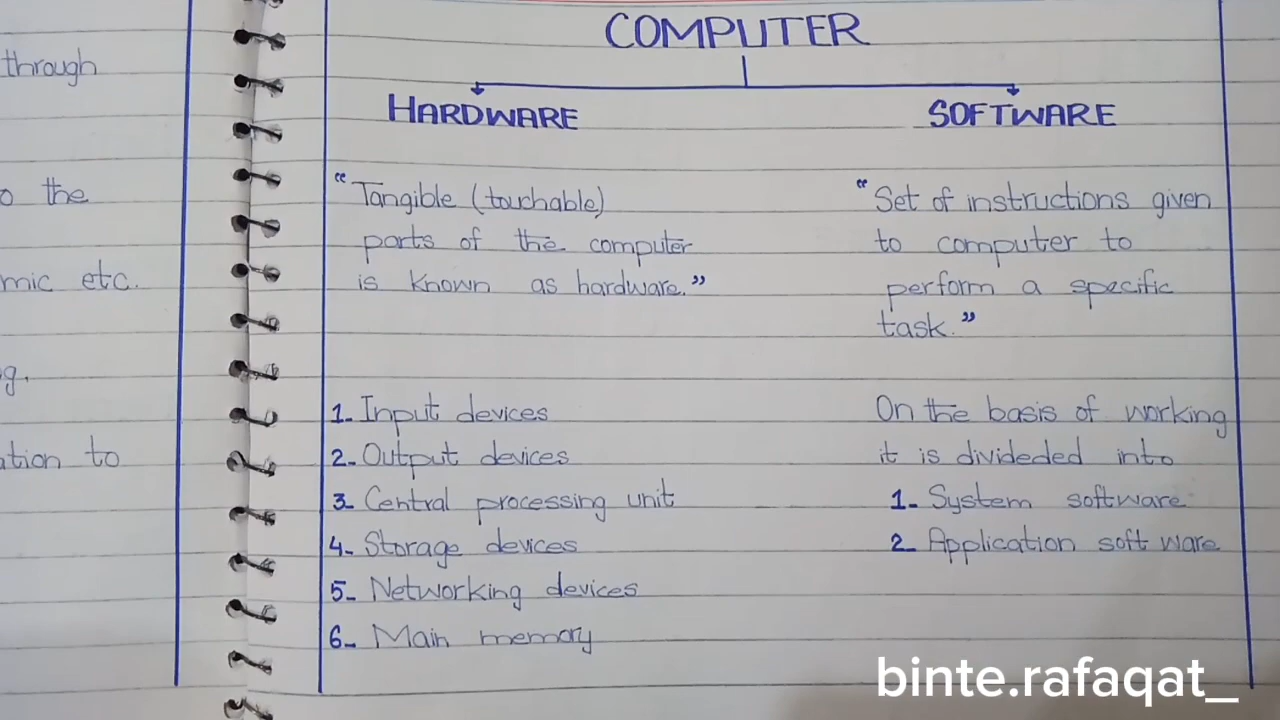 through
o the
mic etc.
g.
ation to
COMPUTER
HARDWARE
"Tangible (touchable)
parts of the computer
is known as hardware."
1- Input devices
2- Output devices
3- Central processing unit
4- Storage devices
5- Networking devices
6- Main memory
SOFTWARE
"Set of instructions given
to computer to
perform a specific
task."
On the basis of working
it is divideded into
1- System software
2- Application soft ware
binte.rafaqat_